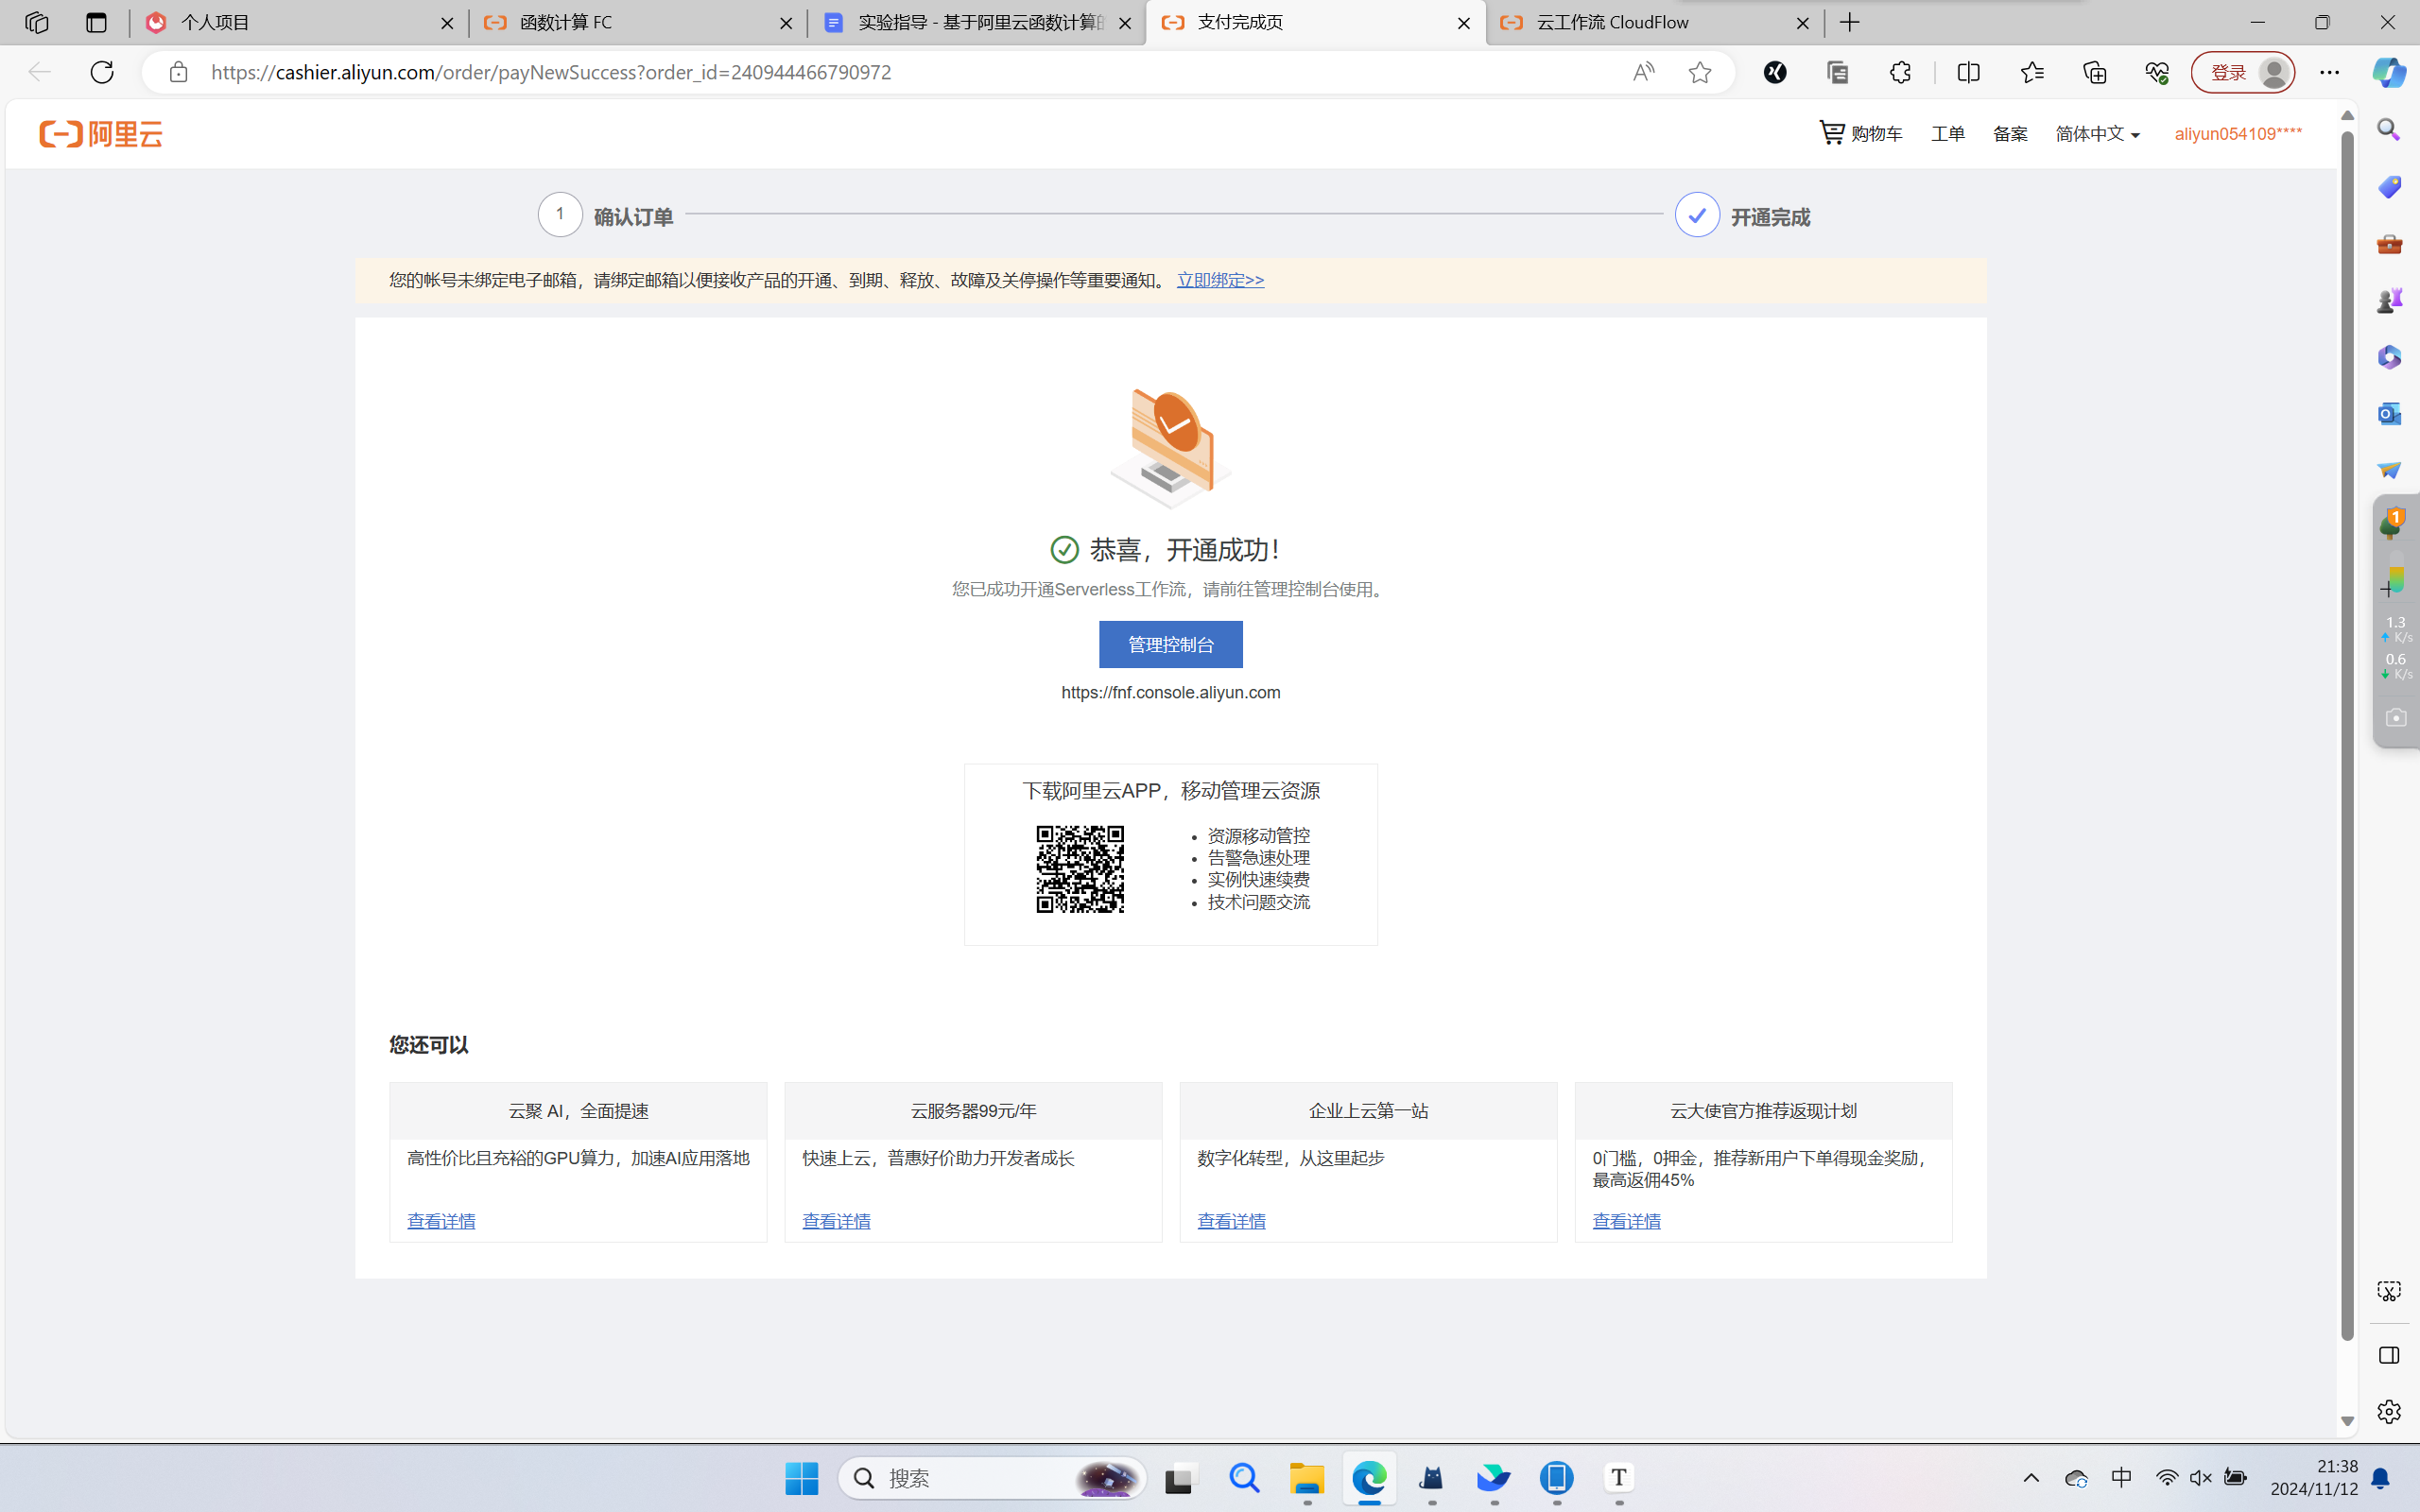 个人项目
函数计算 FC
实验指导 - 基于阿里云函数计算的
支付完成页
云工作流 CloudFlow
https://cashier.aliyun.com/order/payNewSuccess?order_id=240944466790972
登录
阿里云
购物车
工单
备案
简体中文
aliyun054109****
1
确认订单
开通完成
您的帐号未绑定电子邮箱，请绑定邮箱以便接收产品的开通、到期、释放、故障及关停操作等重要通知。 立即绑定>>
恭喜，开通成功！
您已成功开通Serverless工作流，请前往管理控制台使用。
管理控制台
https://fnf.console.aliyun.com
下载阿里云APP，移动管理云资源
• 资源移动管控
• 告警急速处理
• 实例快速续费
• 技术问题交流
您还可以
云聚 AI，全面提速
高性价比且充裕的GPU算力，加速AI应用落地
查看详情
云服务器99元/年
快速上云，普惠好价助力开发者成长
查看详情
企业上云第一站
数字化转型，从这里起步
查看详情
云大使官方推荐返现计划
0门槛，0押金，推荐新用户下单得现金奖励，
最高返佣45%
查看详情
1
1.3
K/s
0.6
K/s
搜索
中
21:38
2024/11/12